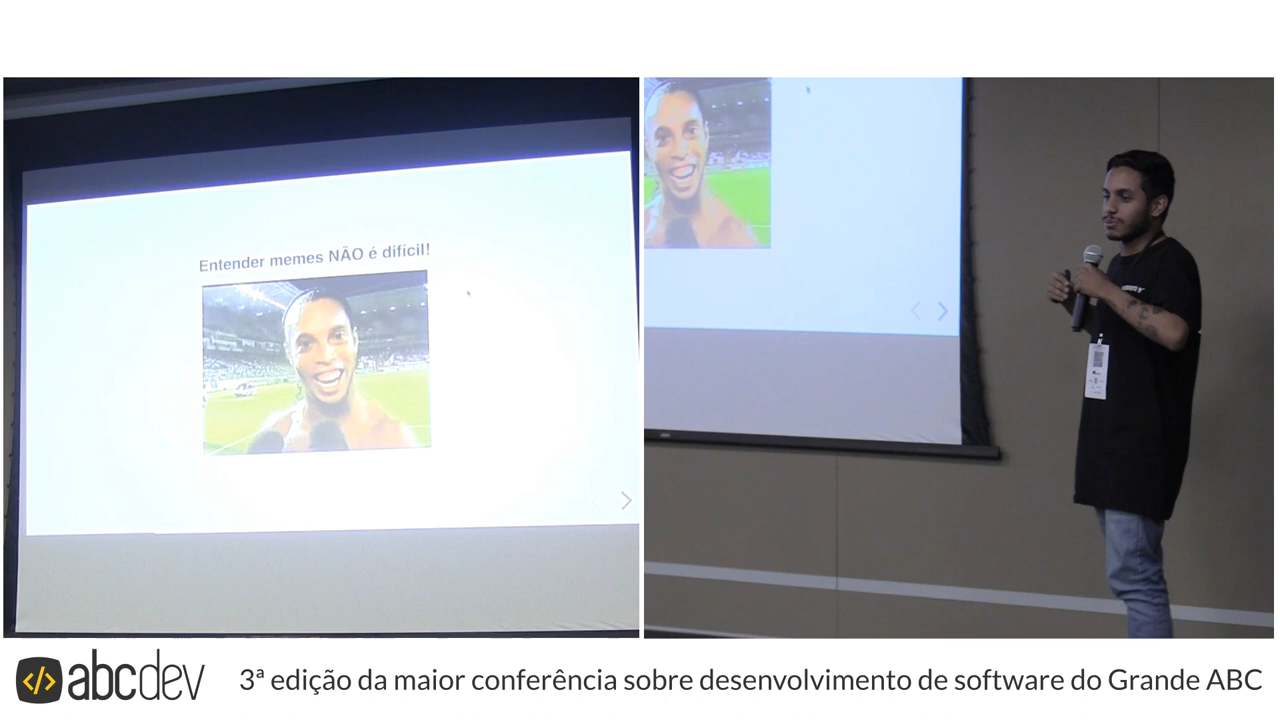 Entender memes NÃO é difícil!
</>abcdev
3ª edição da maior conferência sobre desenvolvimento de software do Grande ABC